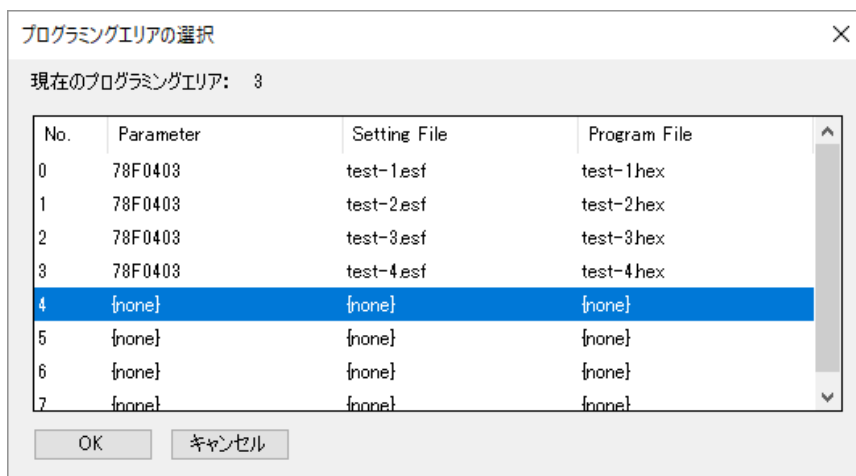 プログラミングエリアの選択
現在のプログラミングエリア: 3
No. Parameter Setting File Program File
0 78F0403 test-1.esf test-1.hex
1 78F0403 test-2.esf test-2.hex
2 78F0403 test-3.esf test-3.hex
3 78F0403 test-4.esf test-4.hex
4 {none} {none} {none}
5 {none} {none} {none}
6 {none} {none} {none}
7 {none} {none} {none}
OK キャンセル